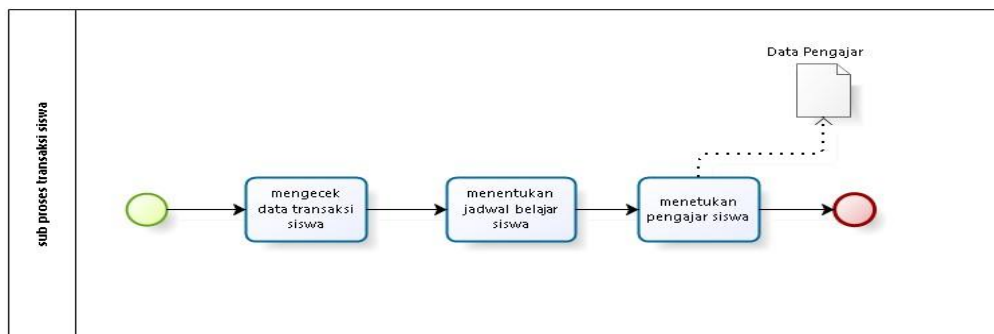 sub proses transaksi siswa
Data Pengajar
mengecek
data transaksi
siswa
menentukan
jadwal belajar
siswa
menetukan
pengajar siswa